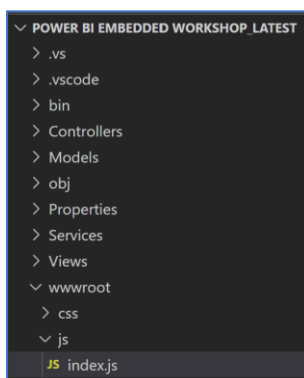 POWER BI EMBEDDED WORKSHOP_LATEST
.vs
.vscode
bin
Controllers
Models
obj
Properties
Services
Views
wwwroot
css
js
JS index.js